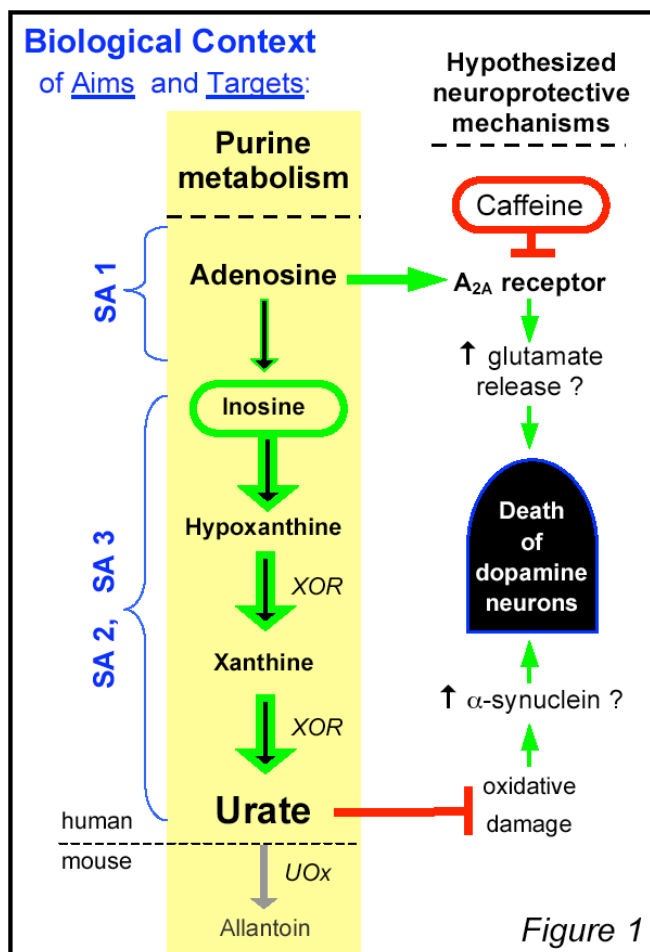 Biological Context
of Aims and Targets:
Purine
metabolism
SA 1
Adenosine
Inosine
SA 2, SA 3
Hypoxanthine
XOR
Xanthine
XOR
Urate
human
mouse
UOx
Allantoin
Hypothesized
neuroprotective
mechanisms
Caffeine
A2A receptor
↑ glutamate
release ?
Death
of
dopamine
neurons
↑ α-synuclein ?
oxidative
damage
Figure 1